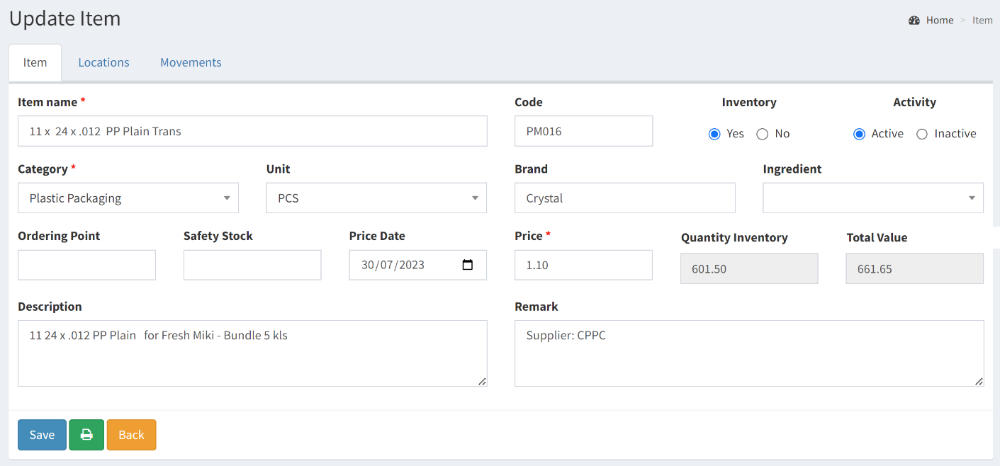 Update Item
Home > Item
Item Locations Movements
Item name * Code Inventory Activity
11 x  24 x .012  PP Plain Trans PM016 Yes No Active Inactive
Category * Unit Brand Ingredient
Plastic Packaging PCS Crystal
Ordering Point Safety Stock Price Date Price * Quantity Inventory Total Value
30/07/2023 1.10 601.50 661.65
Description Remark
11 24 x .012 PP Plain   for Fresh Miki - Bundle 5 kls Supplier: CPPC
Save Back